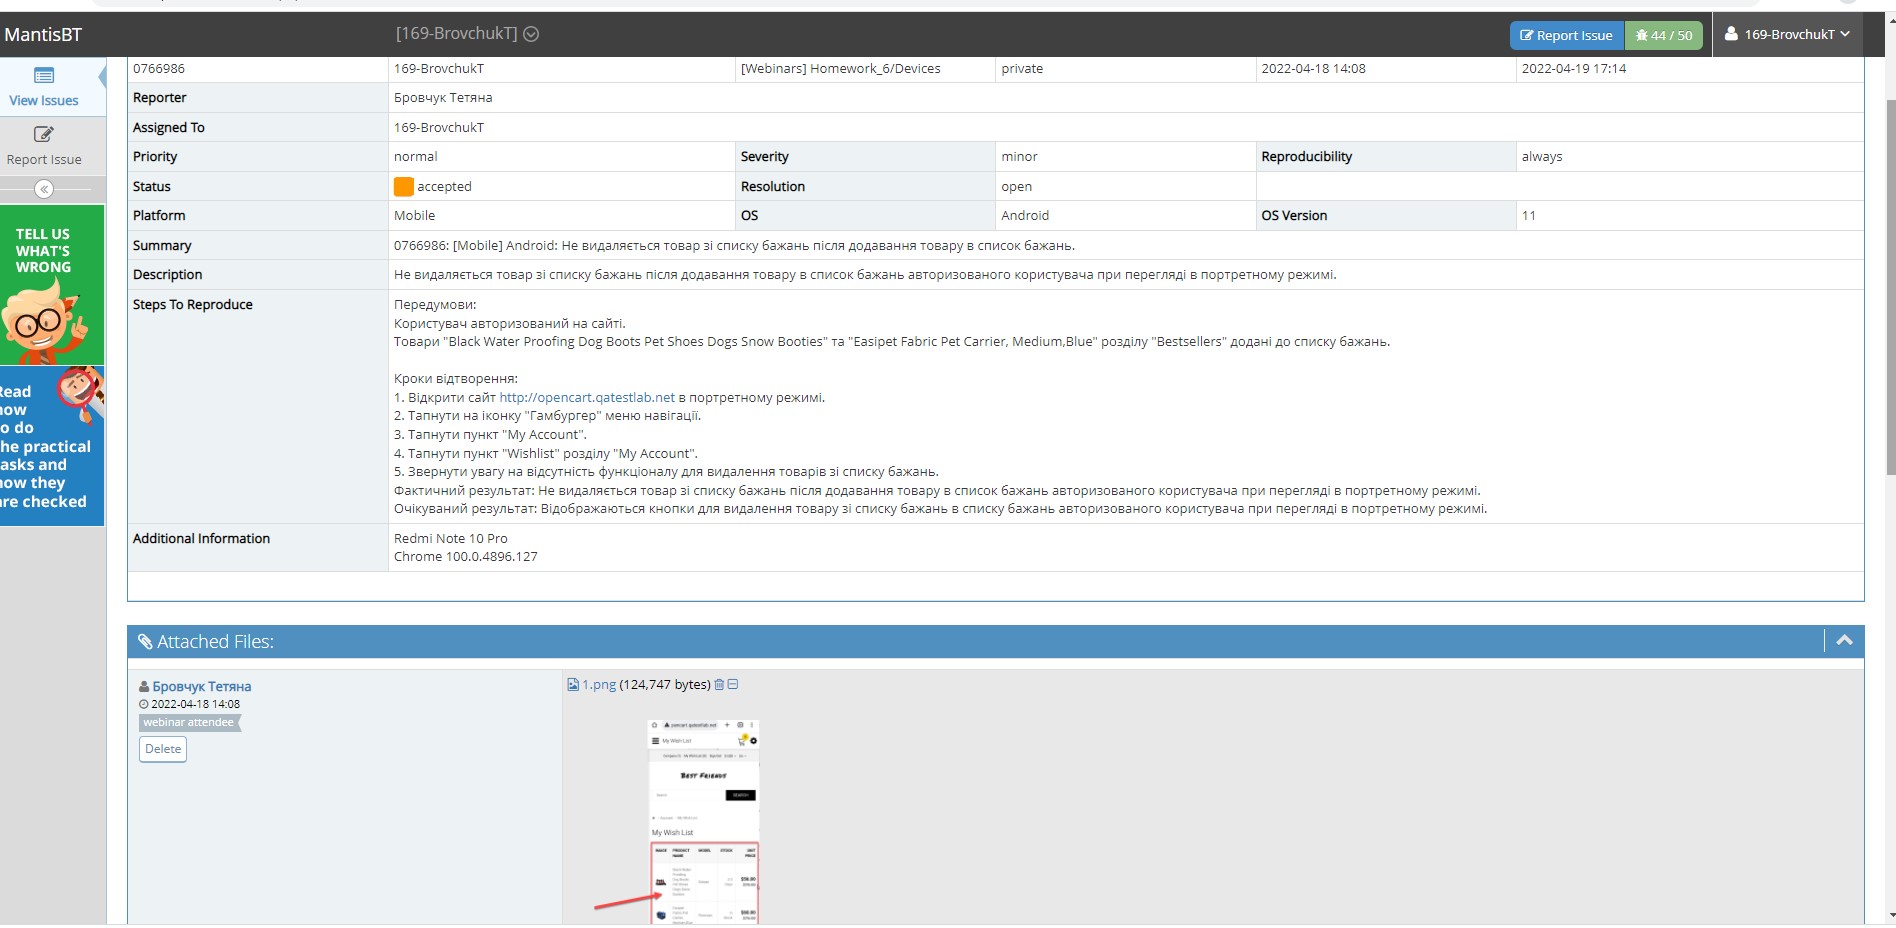 MantisBT
[169-BrovchukT]
Report Issue
44 / 50
169-BrovchukT
View Issues
Report Issue
TELL US
WHAT'S
WRONG
Read
how
to do
the practical
tasks and
how they
are checked
0766986 169-BrovchukT [Webinars] Homework_6/Devices private 2022-04-18 14:08 2022-04-19 17:14
Reporter Бровчук Тетяна
Assigned To 169-BrovchukT
Priority normal Severity minor Reproducibility always
Status accepted Resolution open
Platform Mobile OS Android OS Version 11
Summary 0766986: [Mobile] Android: Не видаляється товар зі списку бажань після додавання товару в список бажань.
Description Не видаляється товар зі списку бажань після додавання товару в список бажань авторизованого користувача при перегляді в портретному режимі.
Steps To Reproduce Передумови:
Користувач авторизований на сайті.
Товари "Black Water Proofing Dog Boots Pet Shoes Dogs Snow Booties" та "Easipet Fabric Pet Carrier, Medium,Blue" розділу "Bestsellers" додані до списку бажань.
Кроки відтворення:
1. Відкрити сайт http://opencart.qatestlab.net в портретному режимі.
2. Тапнути на іконку "Гамбургер" меню навігації.
3. Тапнути пункт "My Account".
4. Тапнути пункт "Wishlist" розділу "My Account".
5. Звернути увагу на відсутність функціоналу для видалення товарів зі списку бажань.
Фактичний результат: Не видаляється товар зі списку бажань після додавання товару в список бажань авторизованого користувача при перегляді в портретному режимі.
Очікуваний результат: Відображаються кнопки для видалення товару зі списку бажань в списку бажань авторизованого користувача при перегляді в портретному режимі.
Additional Information Redmi Note 10 Pro
Chrome 100.0.4896.127
Attached Files:
Бровчук Тетяна
2022-04-18 14:08
webinar attendee
Delete
1.png (124,747 bytes)
opencart.qatestlab.net
My Wish List
BEST FRIENDS
Search SEARCH
My Wish List
IMAGE PRODUCT NAME MODEL STOCK UNIT PRICE